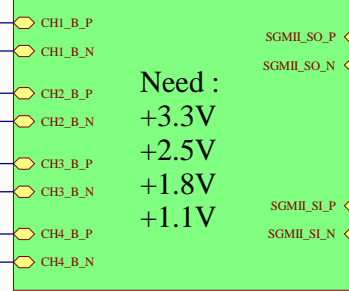 CH1_B_P
SGMII_SO_P
CH1_B_N
SGMII_SO_N
Need :
CH2_B_P
+3.3V
CH2_B_N
+2.5V
CH3_B_P
+1.8V
CH3_B_N
SGMII_SI_P
+1.1V
CH4_B_P
SGMII_SI_N
CH4_B_N